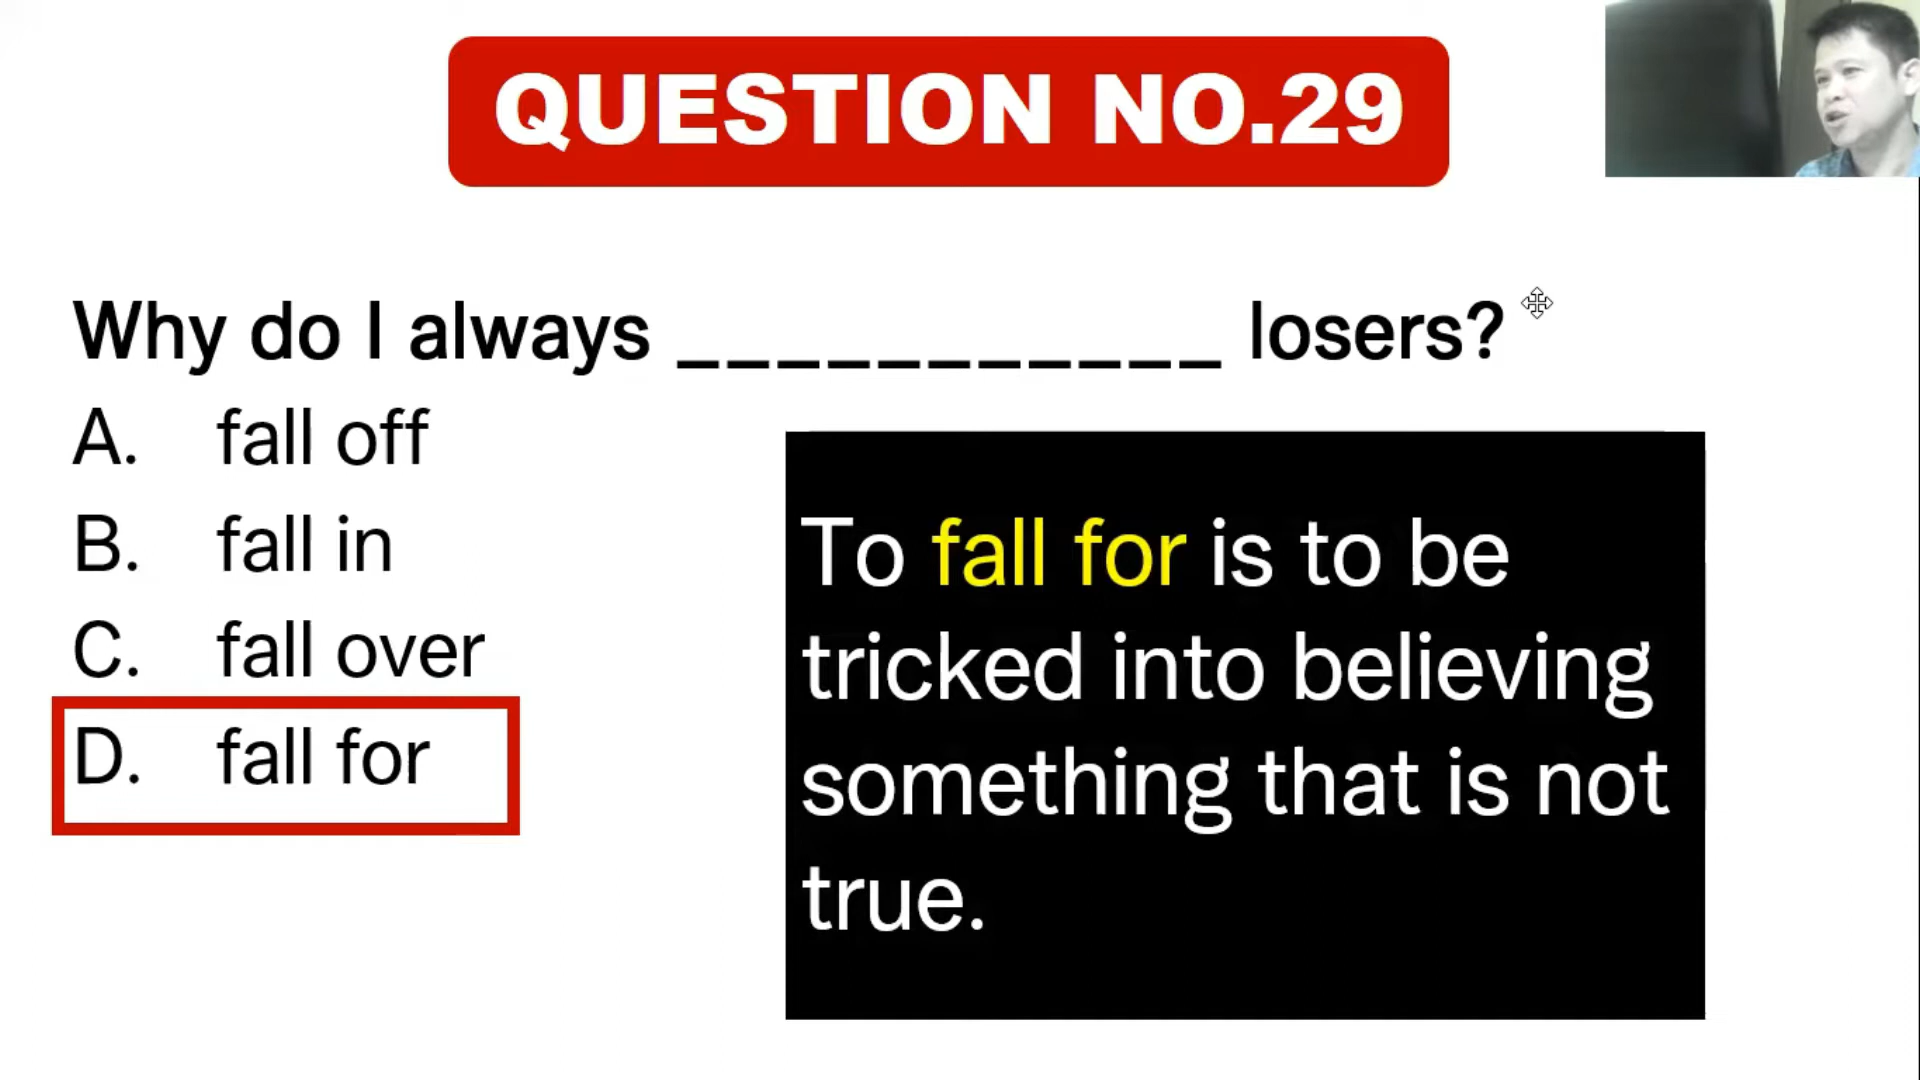 QUESTION NO.29
Why do I always ___________ losers?
A. fall off
B. fall in
C. fall over
D. fall for
To fall for is to be
tricked into believing
something that is not
true.